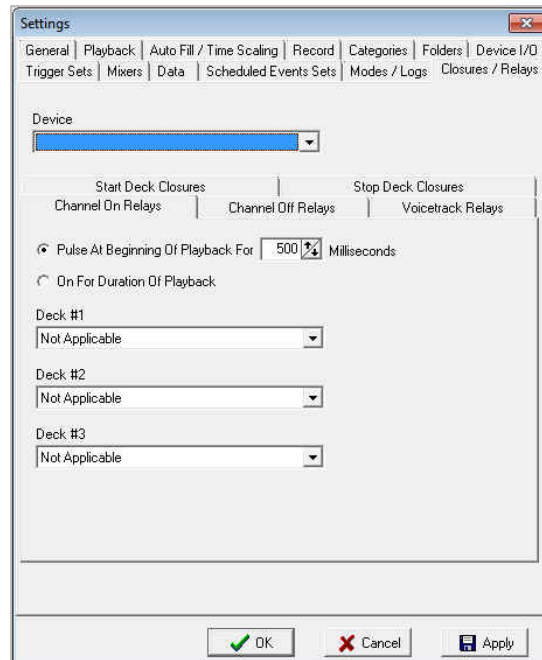 Settings
General Playback Auto Fill / Time Scaling Record Categories Folders Device I/O
Trigger Sets Mixers Data Scheduled Events Sets Modes / Logs Closures / Relays
Device
Start Deck Closures Stop Deck Closures
Channel On Relays Channel Off Relays Voicetrack Relays
Pulse At Beginning Of Playback For 500 Milliseconds
On For Duration Of Playback
Deck #1
Not Applicable
Deck #2
Not Applicable
Deck #3
Not Applicable
OK Cancel Apply